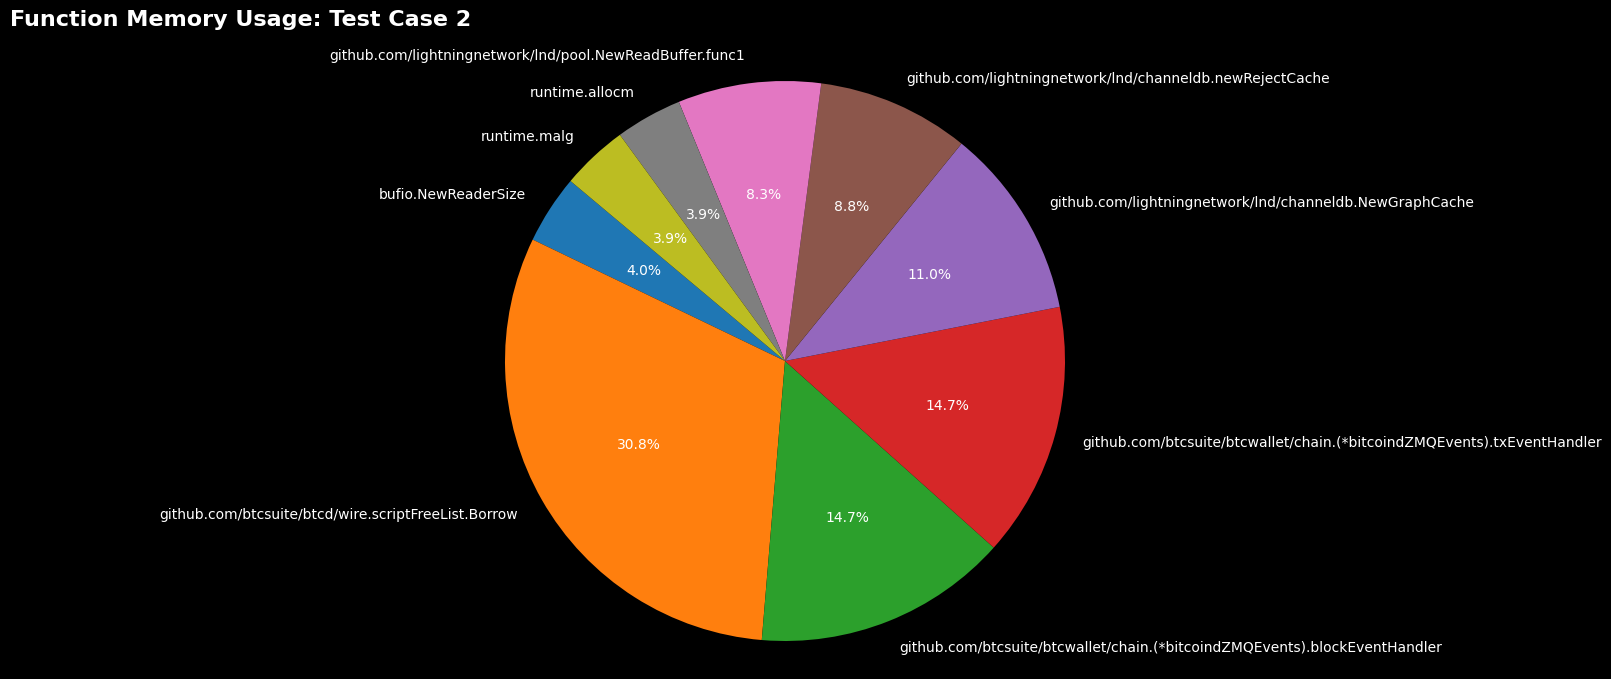 Function Memory Usage: Test Case 2
github.com/lightningnetwork/lnd/pool.NewReadBuffer.func1
github.com/lightningnetwork/lnd/channeldb.newRejectCache
runtime.allocm
runtime.malg
bufio.NewReaderSize
github.com/lightningnetwork/lnd/channeldb.NewGraphCache
8.3%
8.8%
3.9%
3.9%
4.0%
11.0%
14.7%
30.8%
github.com/btcsuite/btcwallet/chain.(*bitcoindZMQEvents).txEventHandler
github.com/btcsuite/btcd/wire.scriptFreeList.Borrow
14.7%
github.com/btcsuite/btcwallet/chain.(*bitcoindZMQEvents).blockEventHandler